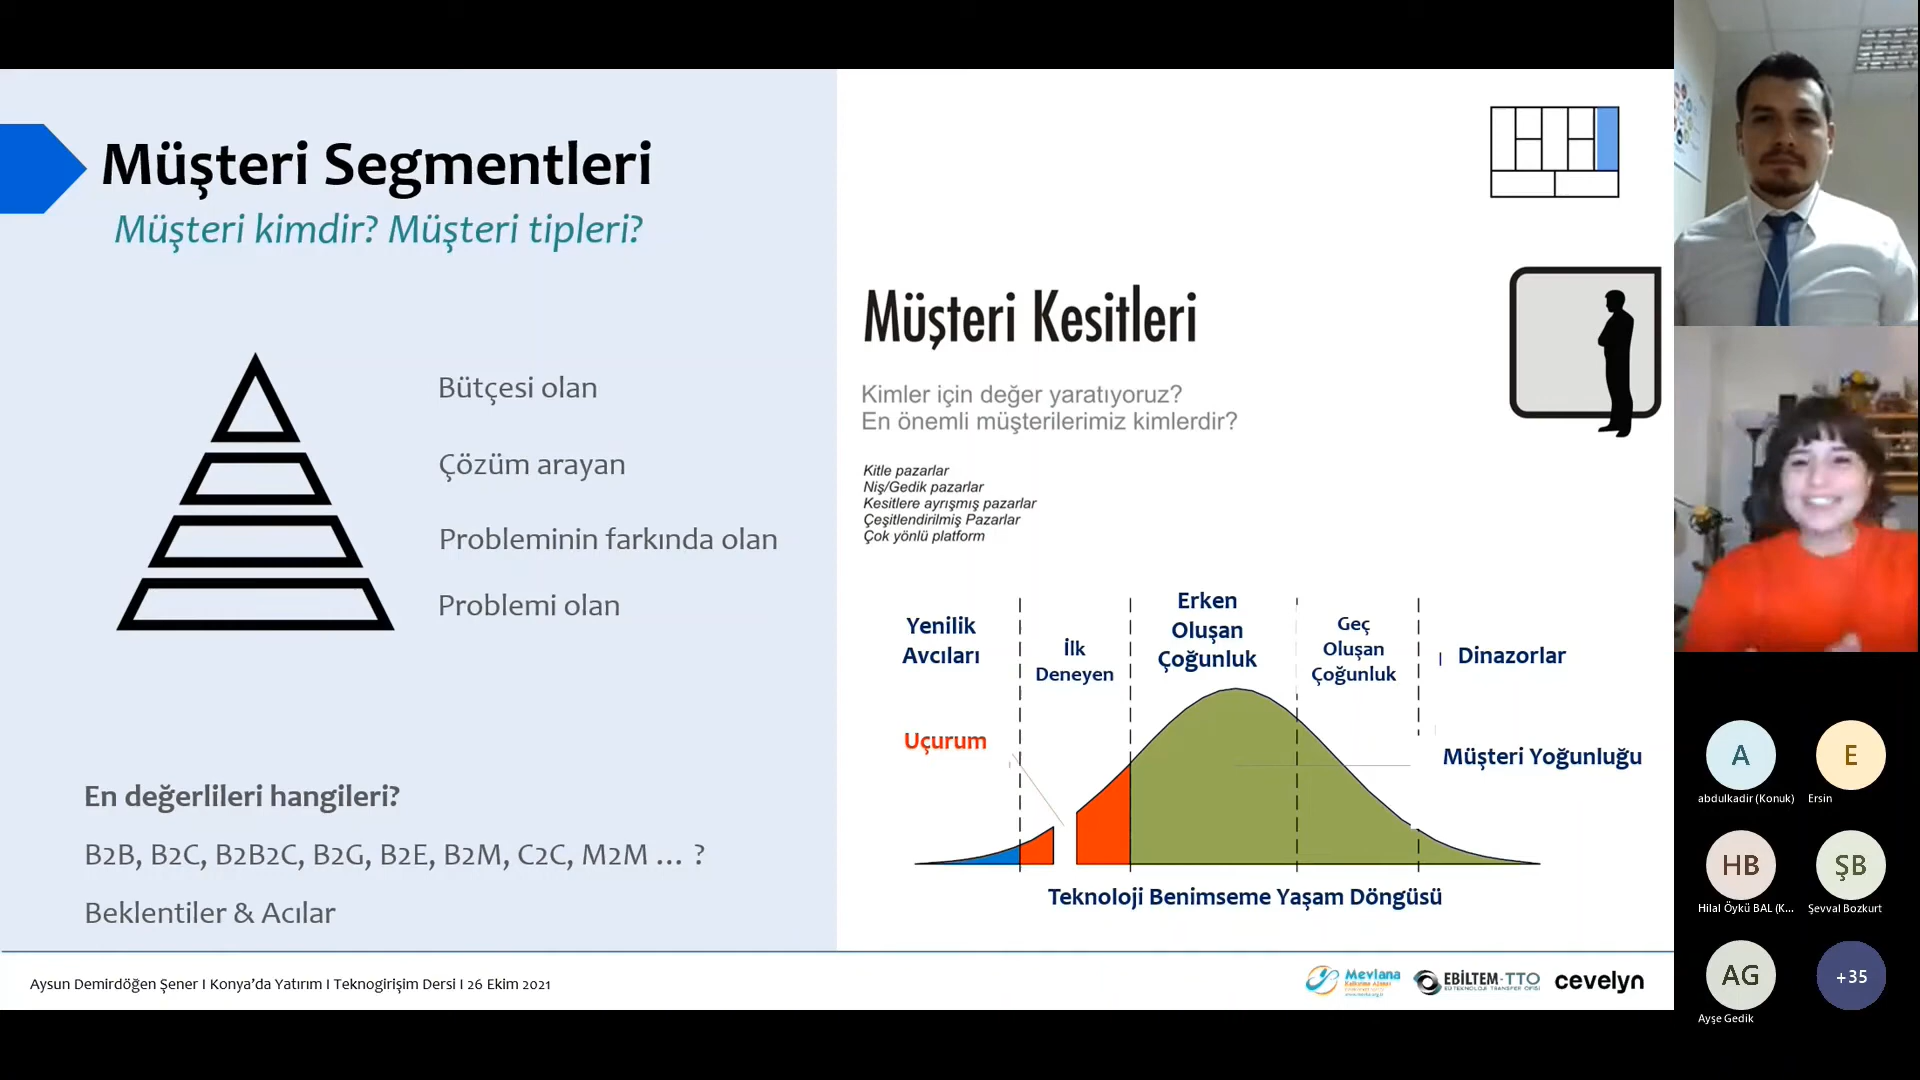 Müşteri Segmentleri
Müşteri kimdir? Müşteri tipleri?
Bütçesi olan
Çözüm arayan
Probleminin farkında olan
Problemi olan
En değerlileri hangileri?
B2B, B2C, B2B2C, B2G, B2E, B2M, C2C, M2M ... ?
Beklentiler & Acılar
Müşteri Kesitleri
Kimler için değer yaratıyoruz?
En önemli müşterilerimiz kimlerdir?
Kitle pazarlar
Niş/Gedik pazarlar
Kesitlere ayrışmış pazarlar
Çeşitlendirilmiş Pazarlar
Çok yönlü platform
Yenilik
Avcıları
İlk
Deneyen
Erken
Oluşan
Çoğunluk
Geç
Oluşan
Çoğunluk
Dinazorlar
Uçurum
Müşteri Yoğunluğu
Teknoloji Benimseme Yaşam Döngüsü
Aysun Demirdöğen Şener I Konya'da Yatırım I Teknogirişim Dersi I 26 Ekim 2021
Mevlana
EBİLTEM-TTO
cevelyn
A
abdulkadir (Konuk)
E
Ersin
HB
Hilal Öykü BAL (K...
ŞB
Şevval Bozkurt
AG
Ayşe Gedik
+35